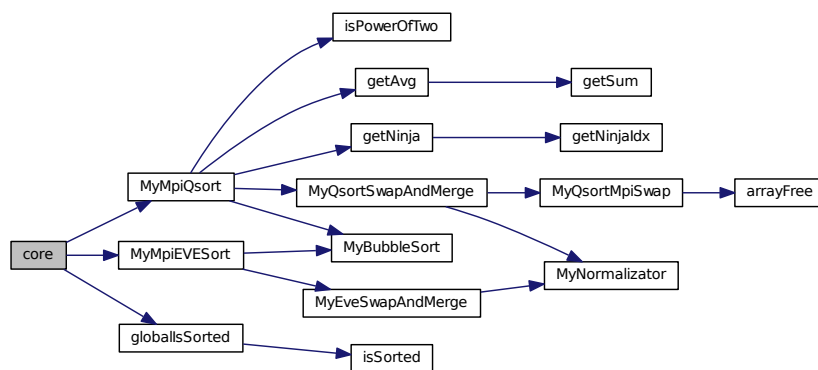 isPowerOfTwo
getAvg
getSum
getNinja
getNinjaIdx
MyMpiQsort
MyQsortSwapAndMerge
MyQsortMpiSwap
arrayFree
core
MyMpiEVESort
MyBubbleSort
MyNormalizator
MyEveSwapAndMerge
globalIsSorted
isSorted